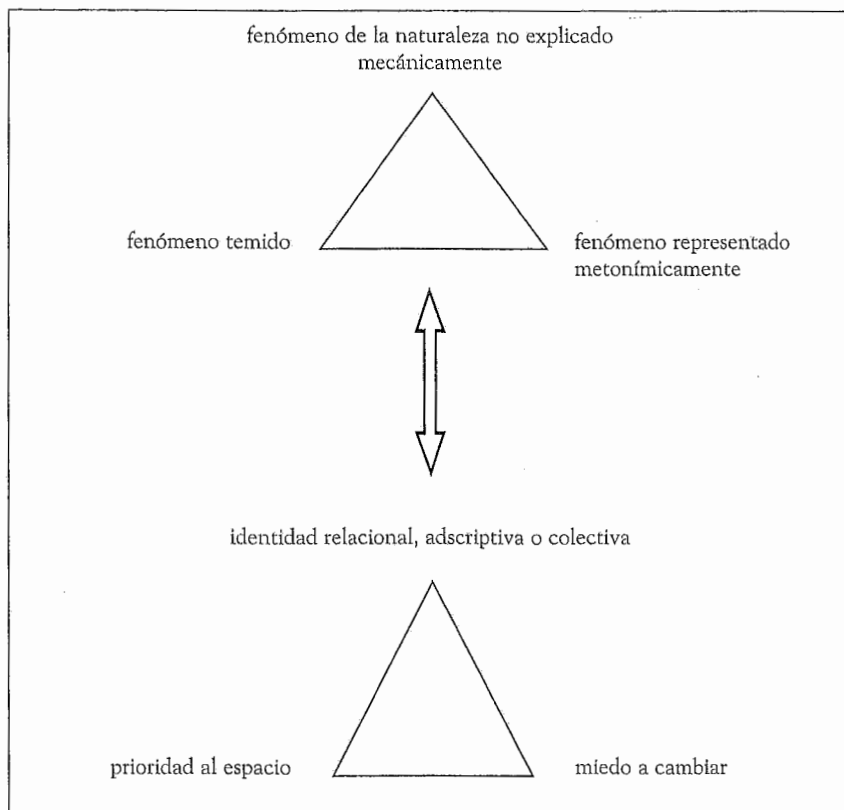 fenómeno de la naturaleza no explicado
mecánicamente
fenómeno temido
fenómeno representado
metonímicamente
identidad relacional, adscriptiva o colectiva
prioridad al espacio
miedo a cambiar